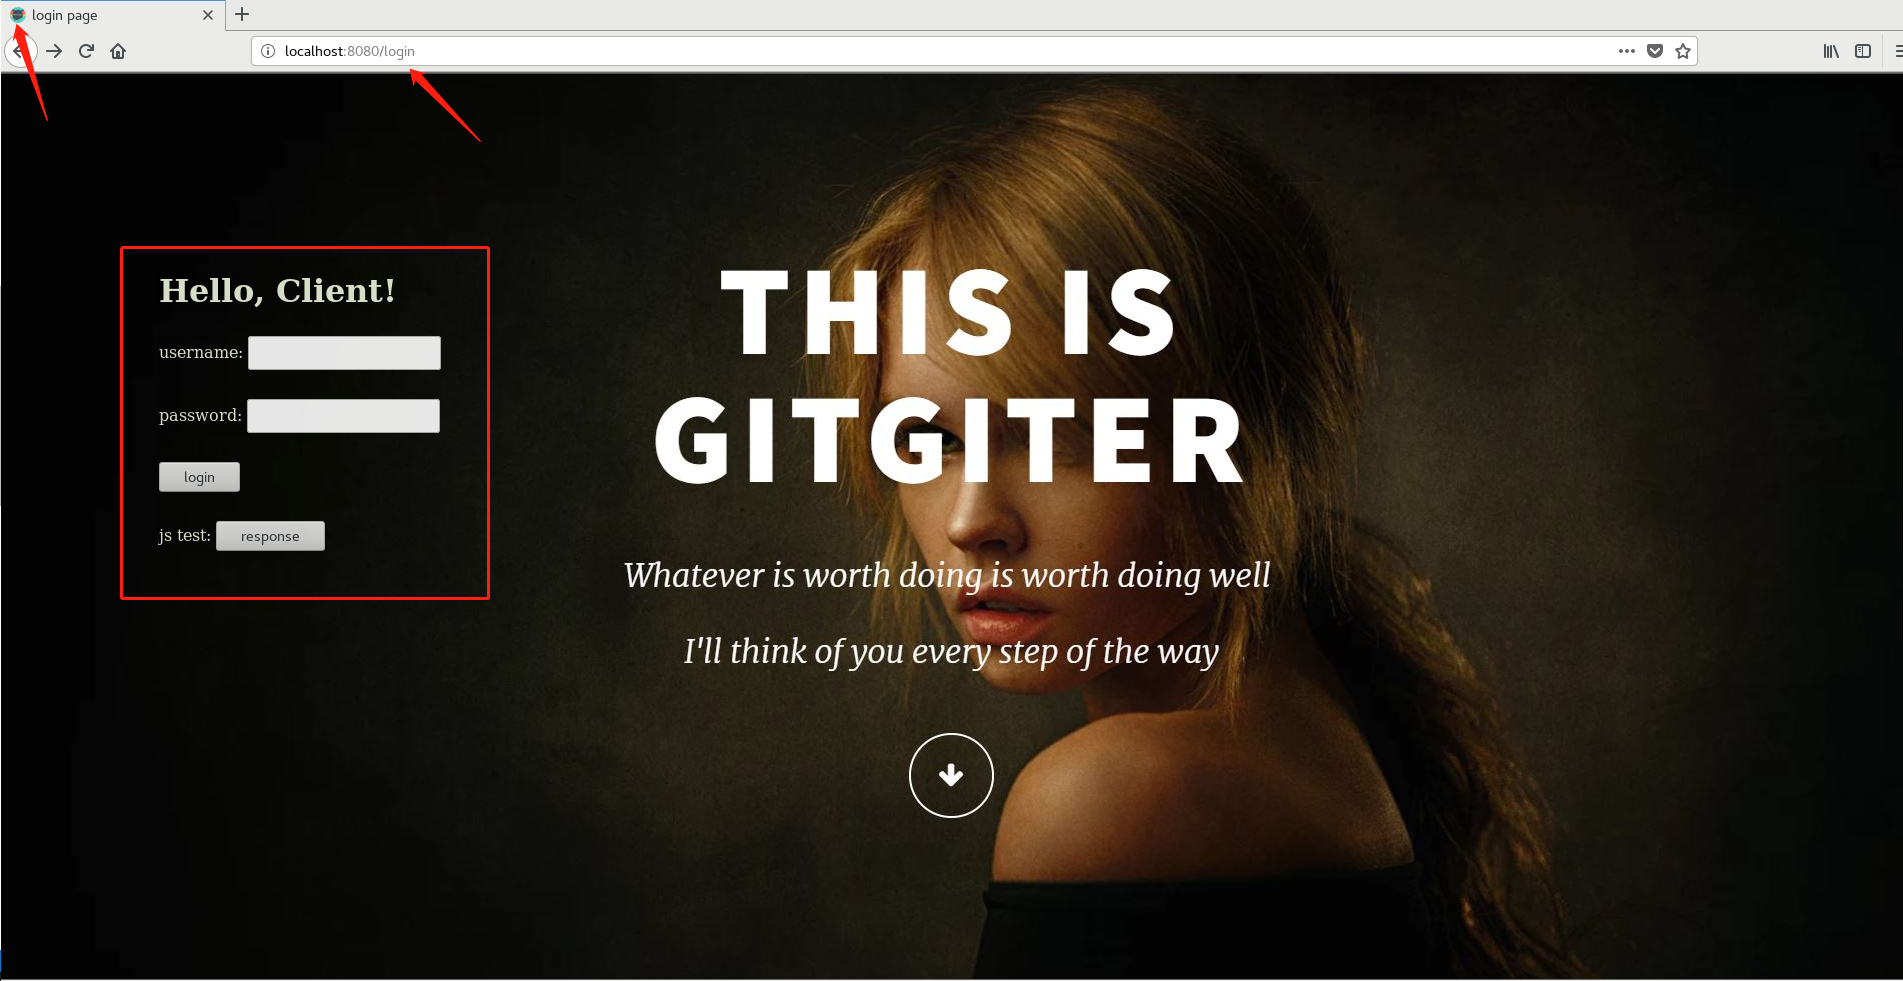 login page
localhost:8080/login
Hello, Client!
username:
password:
login
js test: response
THIS IS
GITGITER
Whatever is worth doing is worth doing well
I'll think of you every step of the way